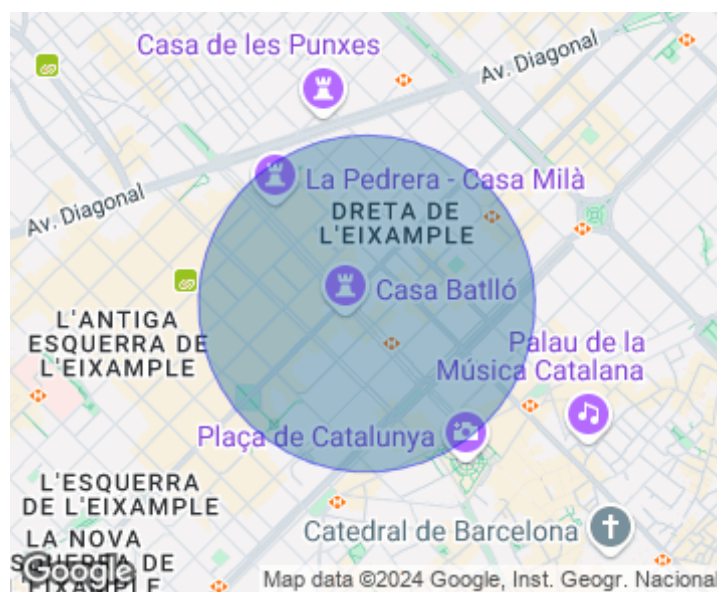 Casa de les Punxes
Av. Diagonal
La Pedrera - Casa Milà
DRETA DE
L'EIXAMPLE
Av. Diagonal
Casa Batlló
L'ANTIGA
ESQUERRA DE
L'EIXAMPLE
Palau de la
Música Catalana
Plaça de Catalunya
L'ESQUERRA
DE L'EIXAMPLE
Catedral de Barcelona
LA NOVA
DE
Google
Map data ©2024 Google, Inst. Geogr. Nacional